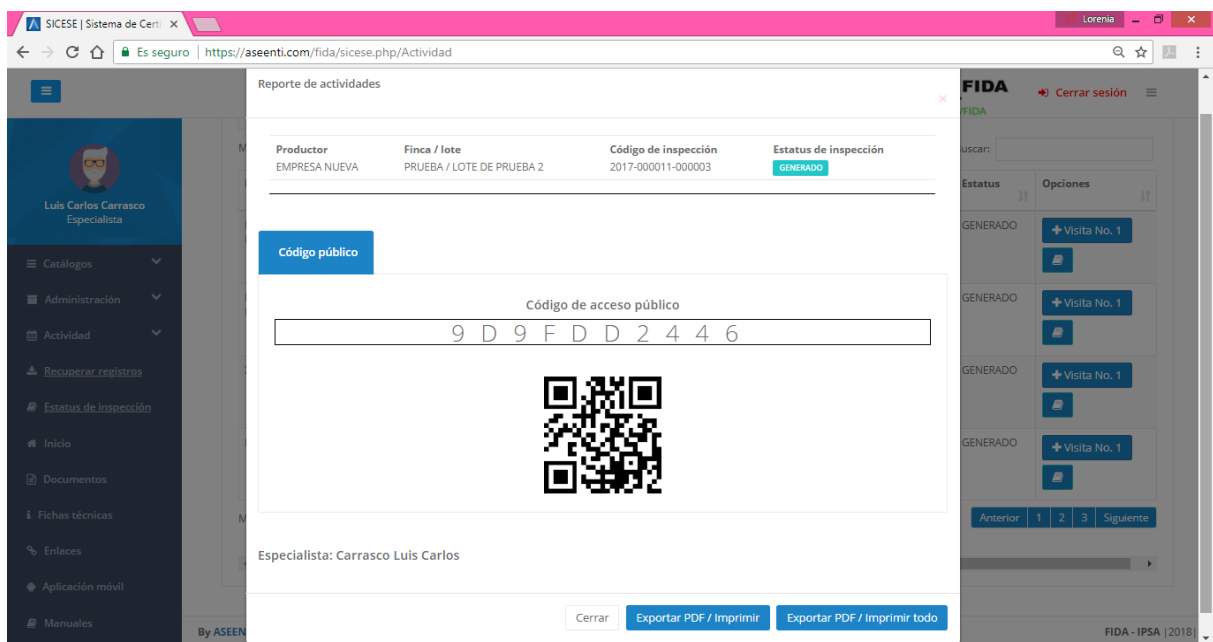 SICESE | Sistema de Certi
Lorenia
Es seguro | https://aseenti.com/fida/sicese.php/Actividad
Reporte de actividades
FIDA
/FIDA
Cerrar sesión
Productor Finca / lote Código de inspección Estatus de inspección
EMPRESA NUEVA PRUEBA / LOTE DE PRUEBA 2 2017-000011-000003 GENERADO
uscar:
Luis Carlos Carrasco
Especialista
Catálogos
Administración
Actividad
Recuperar registros
Estatus de inspección
Inicio
Documentos
Fichas técnicas
Enlaces
Aplicación móvil
Manuales
Código público
Código de acceso público
9D9FDD2446
Especialista: Carrasco Luis Carlos
Cerrar Exportar PDF / Imprimir Exportar PDF / Imprimir todo
Estatus Opciones
GENERADO Visita No. 1
GENERADO Visita No. 1
GENERADO Visita No. 1
GENERADO Visita No. 1
Anterior 1 2 3 Siguiente
By ASEEN
FIDA - IPSA |2018|